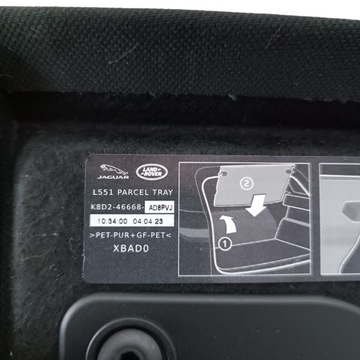 JAGUAR
LAND-
ROVER
L551 PARCEL TRAY
K8D2-46668-AD8PVJ
10:34:00 04.04.23
>PET-PUR+GF-PET<
XBAD0
2
1